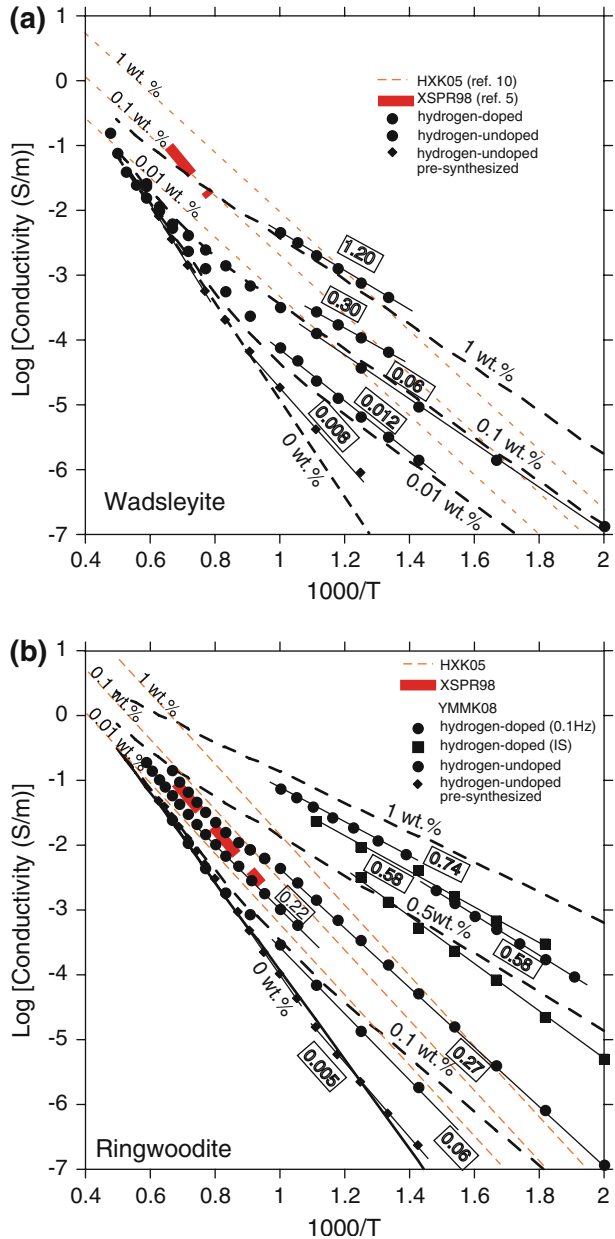 (a)
1
0
-1
-2
-3
-4
-5
-6
-7
Log [Conductivity (S/m)]
1 wt.%
0.1 wt.%
0.01 wt.%
HXK05 (ref. 10)
XSPR98 (ref. 5)
hydrogen-doped
hydrogen-undoped
hydrogen-undoped
pre-synthesized
1.20
0.30
0.06
0.012
0.008
1 wt.%
0.1 wt.%
0.01 wt.%
0 wt.%
Wadsleyite
0.4 0.6 0.8 1 1.2 1.4 1.6 1.8 2
1000/T
(b)
1
0
-1
-2
-3
-4
-5
-6
-7
Log [Conductivity (S/m)]
1 wt.%
0.1 wt.%
0.01 wt.%
HXK05
XSPR98
YMMK08
hydrogen-doped (0.1Hz)
hydrogen-doped (IS)
hydrogen-undoped
hydrogen-undoped
pre-synthesized
1 wt.%
0.74
0.58
0.5wt.%
0.58
0.22
0 wt.%
0.1 wt.%
0.27
0.005
0.06
Ringwoodite
0.4 0.6 0.8 1 1.2 1.4 1.6 1.8 2
1000/T